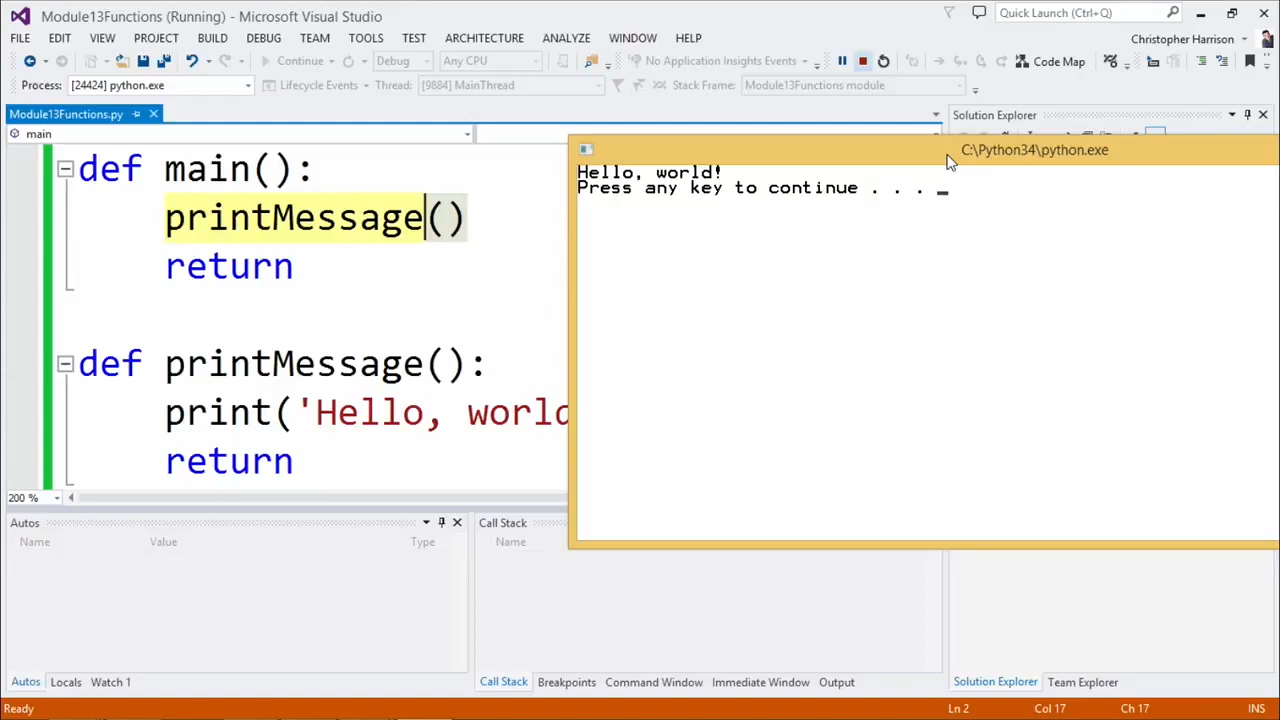 Module13Functions (Running) - Microsoft Visual Studio
Quick Launch (Ctrl+Q)
FILE EDIT VIEW PROJECT BUILD DEBUG TEAM TOOLS TEST ARCHITECTURE ANALYZE WINDOW HELP
Christopher Harrison
Continue Debug Any CPU No Application Insights Events Code Map
Process: [24424] python.exe Lifecycle Events Thread: [9884] MainThread Stack Frame: Module13Functions module
Module13Functions.py
Solution Explorer
main
C:\Python34\python.exe
def main():
printMessage()
return
def printMessage():
print('Hello, world
return
Hello, world!
Press any key to continue . . .
200 %
Autos
Name Value Type
Call Stack
Name
Autos Locals Watch 1
Call Stack Breakpoints Command Window Immediate Window Output
Solution Explorer Team Explorer
Ready Ln 2 Col 17 Ch 17 INS